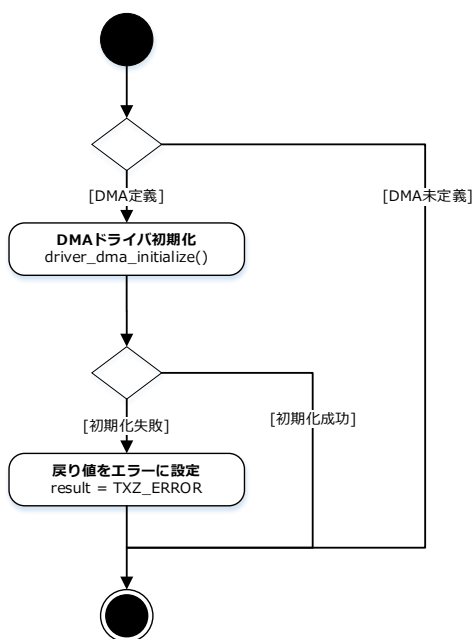 [DMA定義]
[DMA未定義]
DMAドライバ初期化
driver_dma_initialize()
[初期化失敗]
[初期化成功]
戻り値をエラーに設定
result = TXZ_ERROR